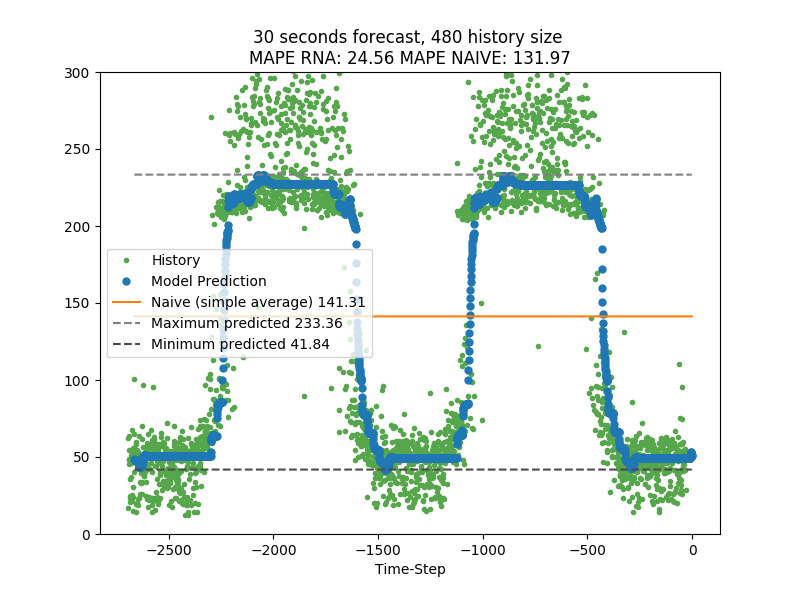 30 seconds forecast, 480 history size
MAPE RNA: 24.56 MAPE NAIVE: 131.97
300
250
200
150
100
50
0
History
Model Prediction
Naive (simple average) 141.31
Maximum predicted 233.36
Minimum predicted 41.84
−2500
−2000
−1500
−1000
−500
0
Time-Step